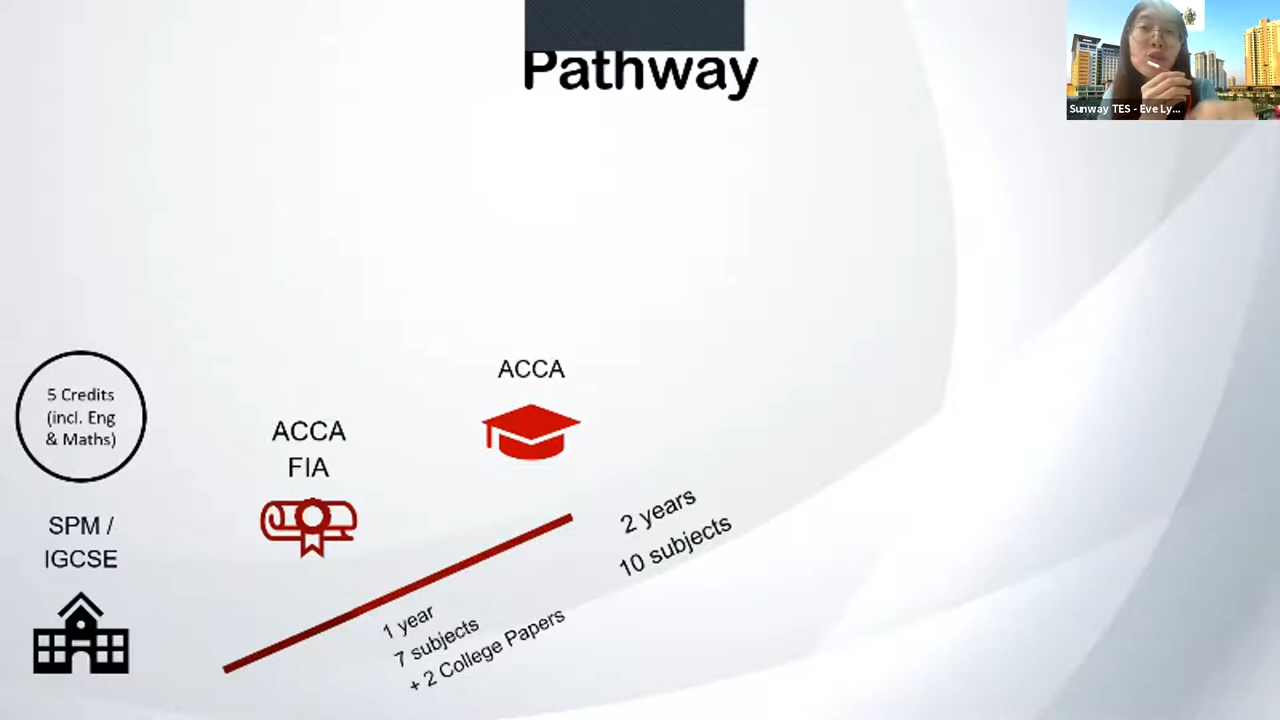 Pathway
Sunway TES - Eve Ly...
5 Credits
(incl. Eng
& Maths)
SPM /
IGCSE
ACCA
FIA
ACCA
1 year
7 subjects
+ 2 College Papers
2 years
10 subjects